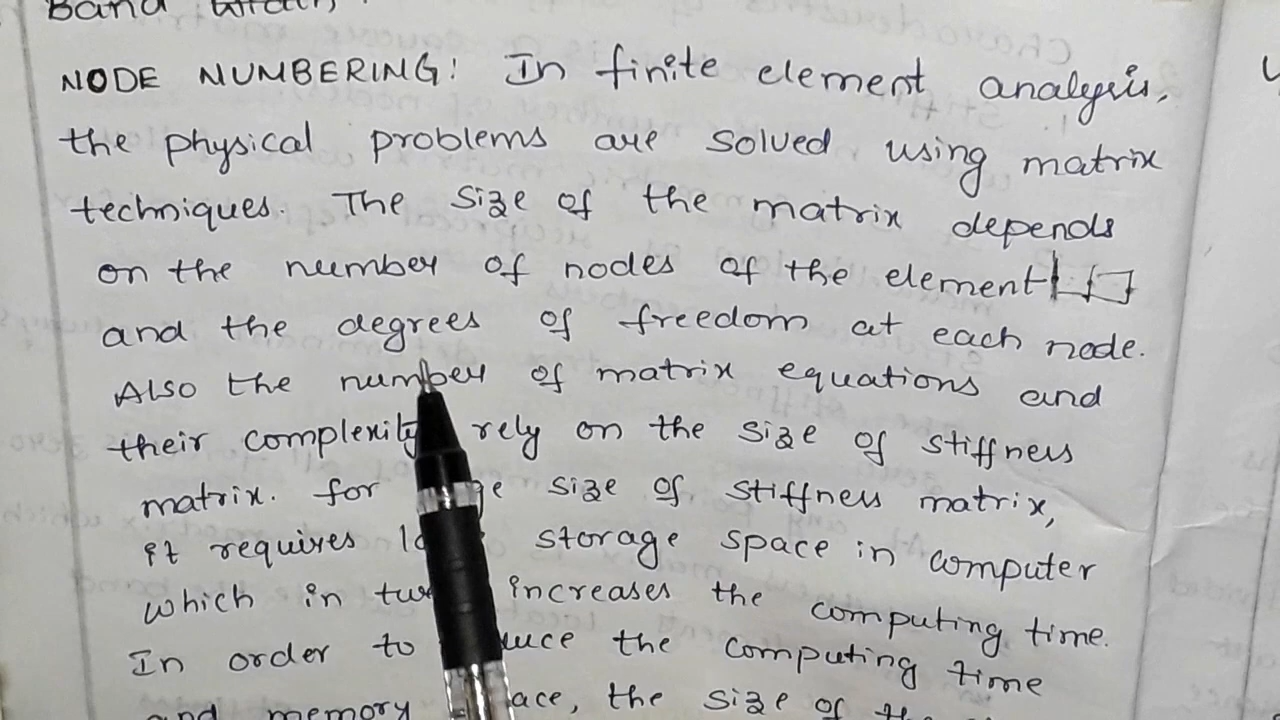 Band
NODE NUMBERING: In finite element analysis,
the physical problems are solved using matrix
techniques. The size of the matrix depends
on the number of nodes of the element
and the degrees of freedom at each node.
Also the number of matrix equations and
their complexity rely on the size of stiffness
matrix. for size of stiffness matrix,
it requires storage space in computer
which in increases the computing time.
In order to the computing time
and memory the size of the